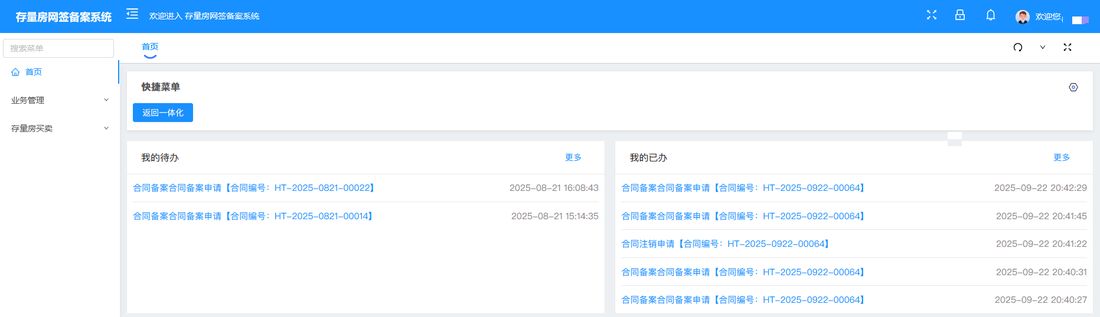 存量房网签备案系统
欢迎进入 存量房网签备案系统
欢迎您,
搜索菜单
首页
业务管理
存量房买卖
首页
快捷菜单
返回一体化
我的待办 更多
合同备案合同备案申请【合同编号：HT-2025-0821-00022】 2025-08-21 16:08:43
合同备案合同备案申请【合同编号：HT-2025-0821-00014】 2025-08-21 15:14:35
我的已办 更多
合同备案合同备案申请【合同编号：HT-2025-0922-00064】 2025-09-22 20:42:29
合同备案合同备案申请【合同编号：HT-2025-0922-00064】 2025-09-22 20:41:45
合同注销申请【合同编号：HT-2025-0922-00064】 2025-09-22 20:41:22
合同备案合同备案申请【合同编号：HT-2025-0922-00064】 2025-09-22 20:40:31
合同备案合同备案申请【合同编号：HT-2025-0922-00064】 2025-09-22 20:40:27